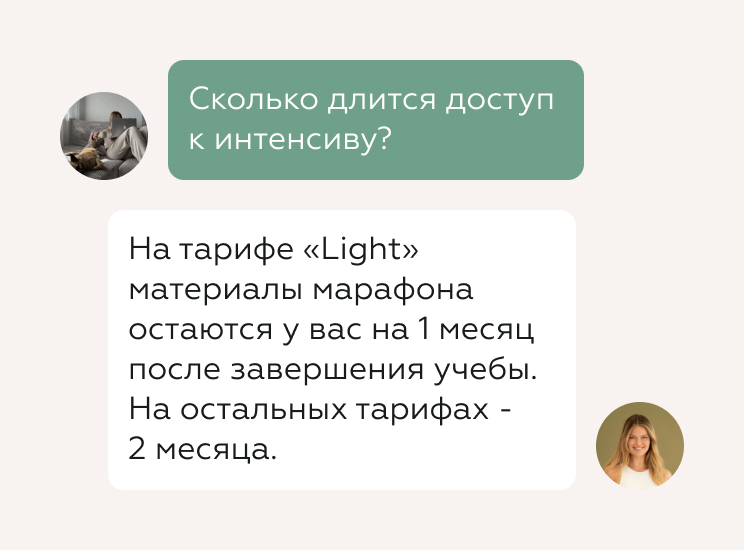 Сколько длится доступ
к интенсиву?
На тарифе «Light»
материалы марафона
остаются у вас на 1 месяц
после завершения учебы.
На остальных тарифах -
2 месяца.